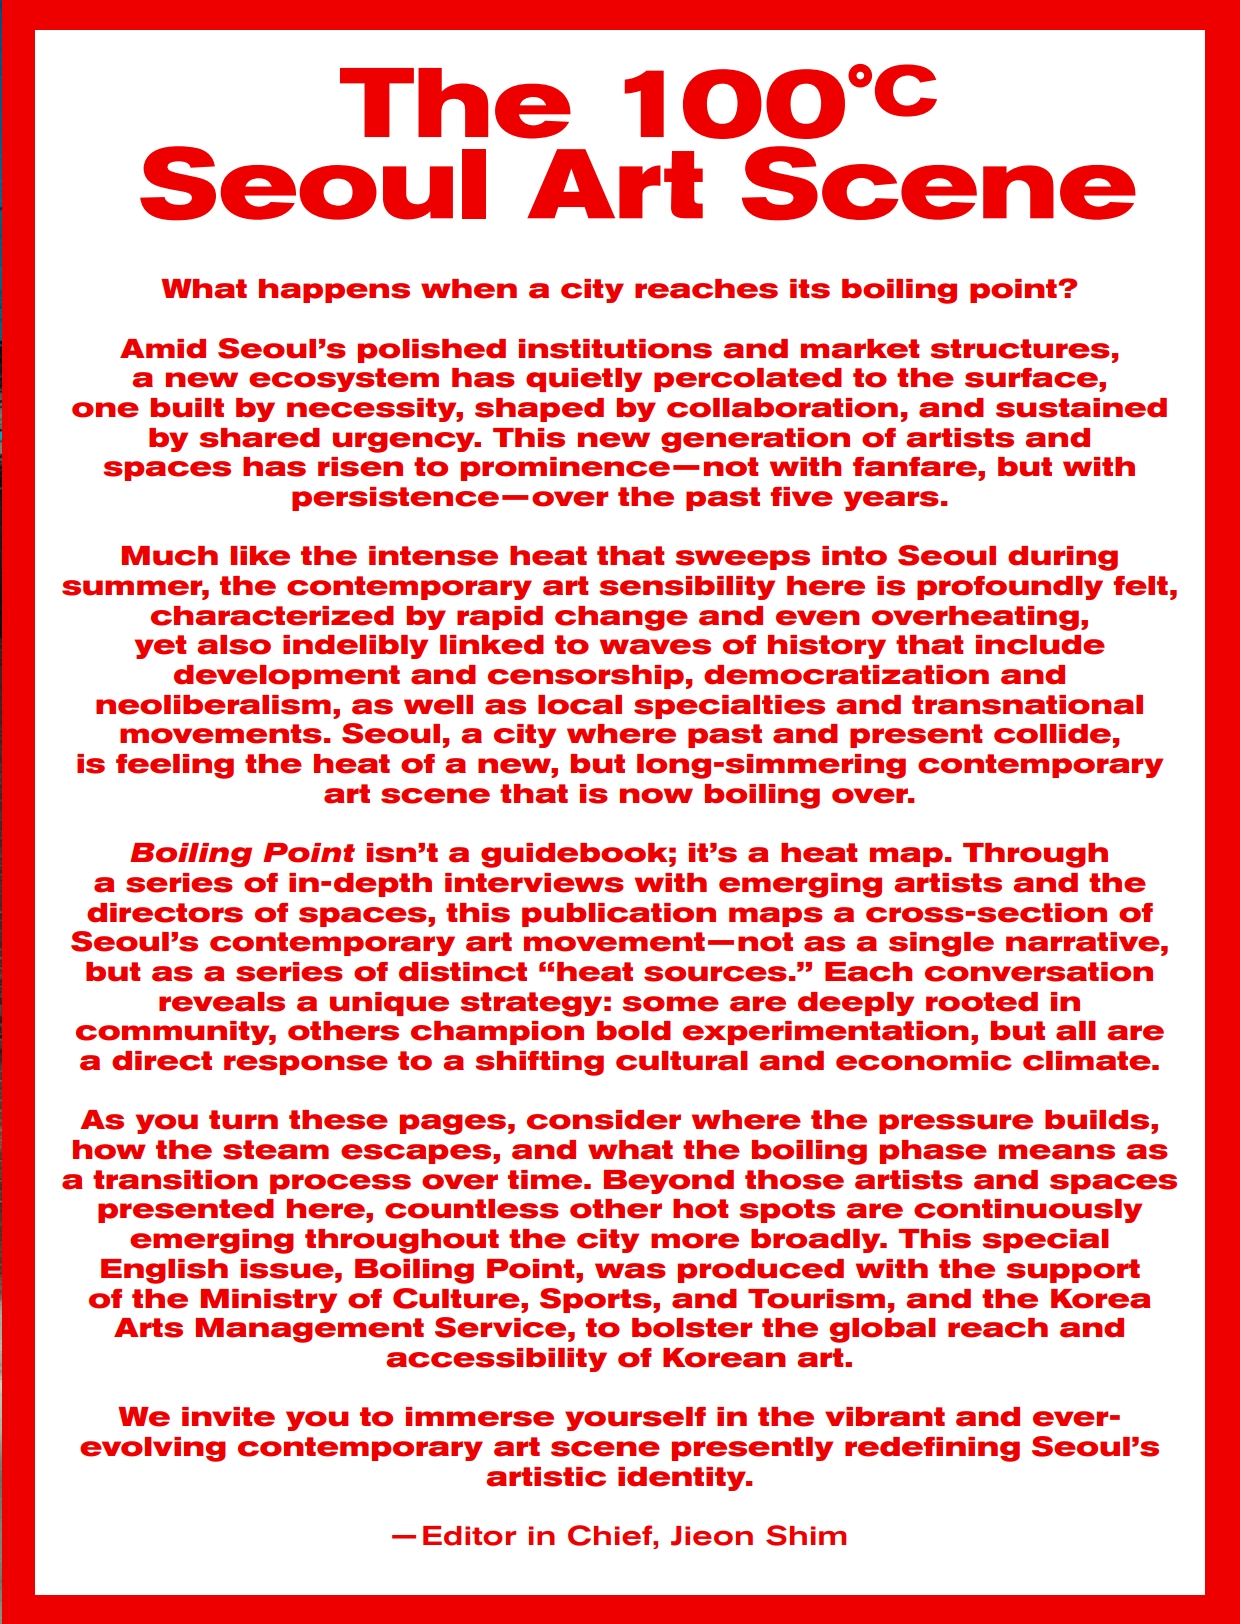 The 100°C
Seoul Art Scene
What happens when a city reaches its boiling point?
Amid Seoul’s polished institutions and market structures,
a new ecosystem has quietly percolated to the surface,
one built by necessity, shaped by collaboration, and sustained
by shared urgency. This new generation of artists and
spaces has risen to prominence—not with fanfare, but with
persistence—over the past five years.
Much like the intense heat that sweeps into Seoul during
summer, the contemporary art sensibility here is profoundly felt,
characterized by rapid change and even overheating,
yet also indelibly linked to waves of history that include
development and censorship, democratization and
neoliberalism, as well as local specialties and transnational
movements. Seoul, a city where past and present collide,
is feeling the heat of a new, but long-simmering contemporary
art scene that is now boiling over.
Boiling Point isn’t a guidebook; it’s a heat map. Through
a series of in-depth interviews with emerging artists and the
directors of spaces, this publication maps a cross-section of
Seoul’s contemporary art movement—not as a single narrative,
but as a series of distinct “heat sources.” Each conversation
reveals a unique strategy: some are deeply rooted in
community, others champion bold experimentation, but all are
a direct response to a shifting cultural and economic climate.
As you turn these pages, consider where the pressure builds,
how the steam escapes, and what the boiling phase means as
a transition process over time. Beyond those artists and spaces
presented here, countless other hot spots are continuously
emerging throughout the city more broadly. This special
English issue, Boiling Point, was produced with the support
of the Ministry of Culture, Sports, and Tourism, and the Korea
Arts Management Service, to bolster the global reach and
accessibility of Korean art.
We invite you to immerse yourself in the vibrant and ever-
evolving contemporary art scene presently redefining Seoul’s
artistic identity.
—Editor in Chief, Jieon Shim